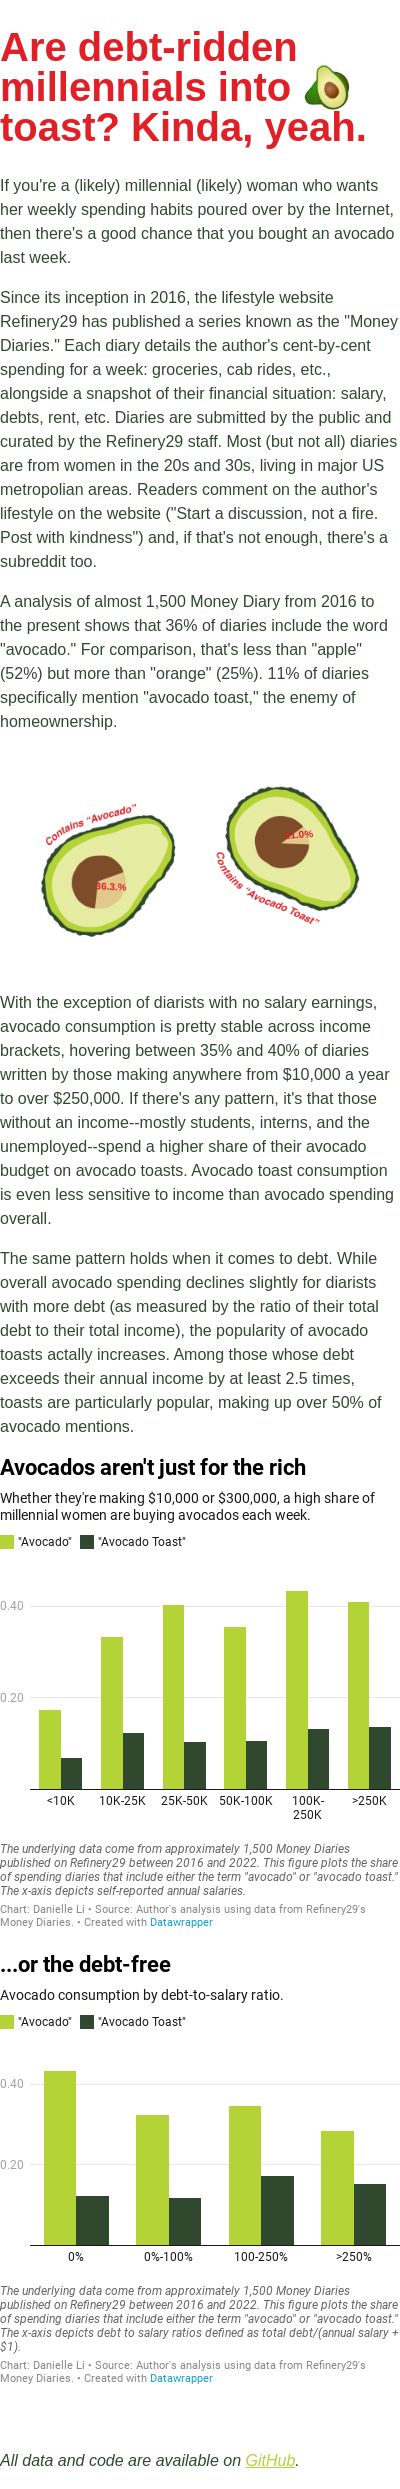 Are debt-ridden
millennials into 🥑
toast? Kinda, yeah.
If you're a (likely) millennial (likely) woman who wants
her weekly spending habits poured over by the Internet,
then there's a good chance that you bought an avocado
last week.
Since its inception in 2016, the lifestyle website
Refinery29 has published a series known as the "Money
Diaries." Each diary details the author's cent-by-cent
spending for a week: groceries, cab rides, etc.,
alongside a snapshot of their financial situation: salary,
debts, rent, etc. Diaries are submitted by the public and
curated by the Refinery29 staff. Most (but not all) diaries
are from women in the 20s and 30s, living in major US
metropolian areas. Readers comment on the author's
lifestyle on the website ("Start a discussion, not a fire.
Post with kindness") and, if that's not enough, there's a
subreddit too.
A analysis of almost 1,500 Money Diary from 2016 to
the present shows that 36% of diaries include the word
"avocado." For comparison, that's less than "apple"
(52%) but more than "orange" (25%). 11% of diaries
specifically mention "avocado toast," the enemy of
homeownership.
Contains "Avocado"
36.3.%
11.0%
Contains "Avocado Toast"
With the exception of diarists with no salary earnings,
avocado consumption is pretty stable across income
brackets, hovering between 35% and 40% of diaries
written by those making anywhere from $10,000 a year
to over $250,000. If there's any pattern, it's that those
without an income--mostly students, interns, and the
unemployed--spend a higher share of their avocado
budget on avocado toasts. Avocado toast consumption
is even less sensitive to income than avocado spending
overall.
The same pattern holds when it comes to debt. While
overall avocado spending declines slightly for diarists
with more debt (as measured by the ratio of their total
debt to their total income), the popularity of avocado
toasts actally increases. Among those whose debt
exceeds their annual income by at least 2.5 times,
toasts are particularly popular, making up over 50% of
avocado mentions.
Avocados aren't just for the rich
Whether they're making $10,000 or $300,000, a high share of
millennial women are buying avocados each week.
"Avocado" "Avocado Toast"
0.40
0.20
<10K 10K-25K 25K-50K 50K-100K 100K- >250K
250K
The underlying data come from approximately 1,500 Money Diaries
published on Refinery29 between 2016 and 2022. This figure plots the share
of spending diaries that include either the term "avocado" or "avocado toast."
The x-axis depicts self-reported annual salaries.
Chart: Danielle Li • Source: Author's analysis using data from Refinery29's
Money Diaries. • Created with Datawrapper
...or the debt-free
Avocado consumption by debt-to-salary ratio.
"Avocado" "Avocado Toast"
0.40
0.20
0% 0%-100% 100-250% >250%
The underlying data come from approximately 1,500 Money Diaries
published on Refinery29 between 2016 and 2022. This figure plots the share
of spending diaries that include either the term "avocado" or "avocado toast."
The x-axis depicts debt to salary ratios defined as total debt/(annual salary +
$1).
Chart: Danielle Li • Source: Author's analysis using data from Refinery29's
Money Diaries. • Created with Datawrapper
All data and code are available on GitHub.